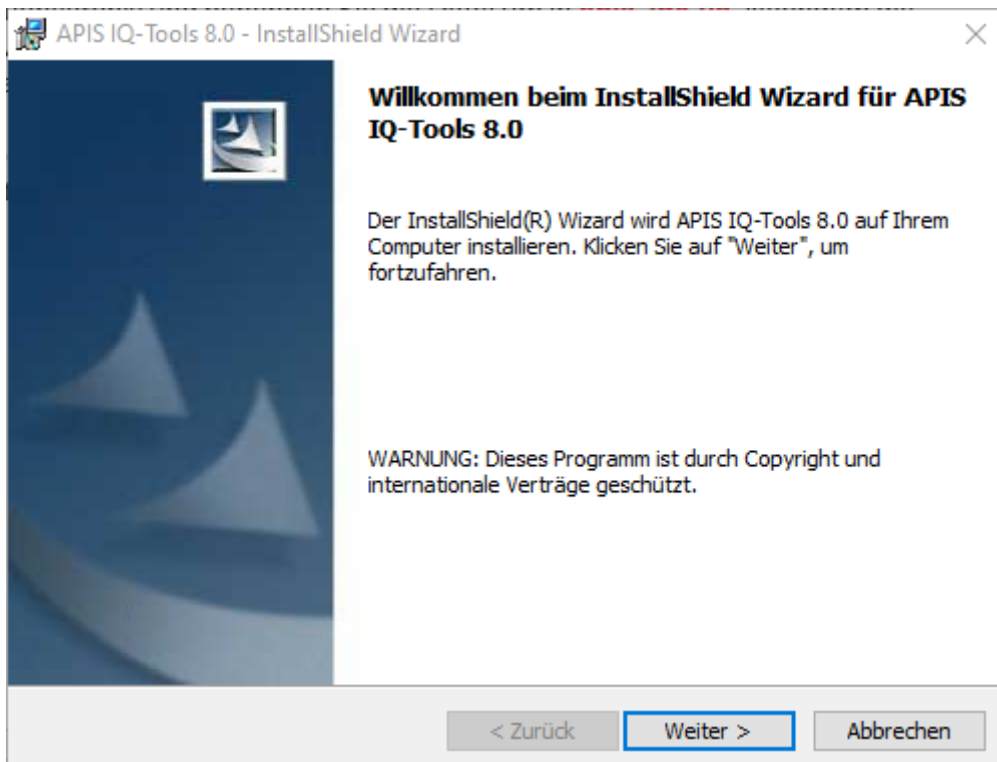 APIS IQ-Tools 8.0 - InstallShield Wizard
Willkommen beim InstallShield Wizard für APIS
IQ-Tools 8.0
Der InstallShield(R) Wizard wird APIS IQ-Tools 8.0 auf Ihrem
Computer installieren. Klicken Sie auf "Weiter", um
fortzufahren.
WARNUNG: Dieses Programm ist durch Copyright und
internationale Verträge geschützt.
< Zurück Weiter > Abbrechen